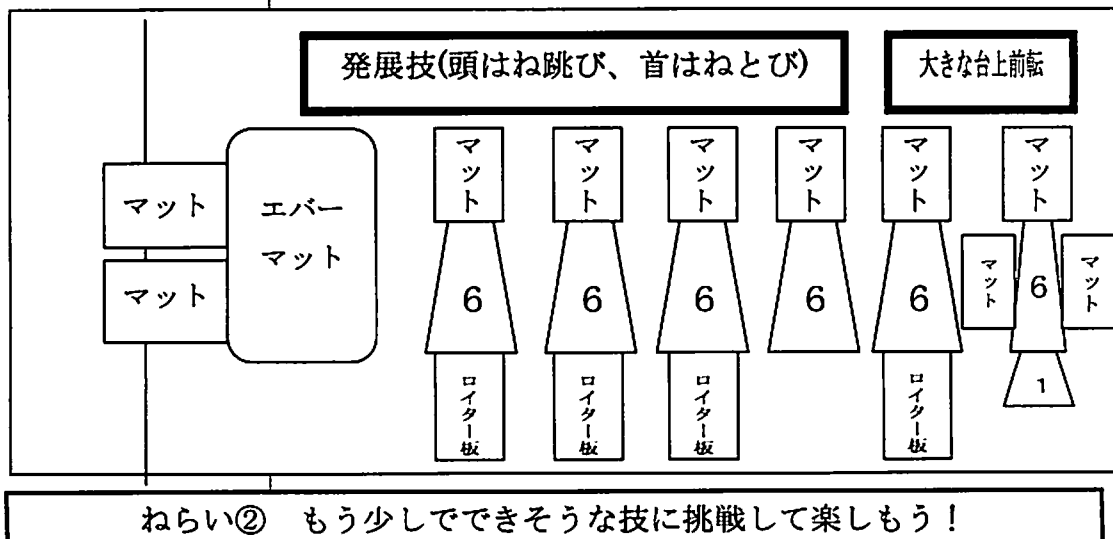 発展技(頭はね跳び、首はねとび)
大きな台上前転
マット
マット
エバー
マット
マット
マット
マット
マット
マット
マット
マット
マット
6
6
6
6
6
6
1
ロイター板
ロイター板
ロイター板
ロイター板
ねらい② もう少しでできそうな技に挑戦して楽しもう!